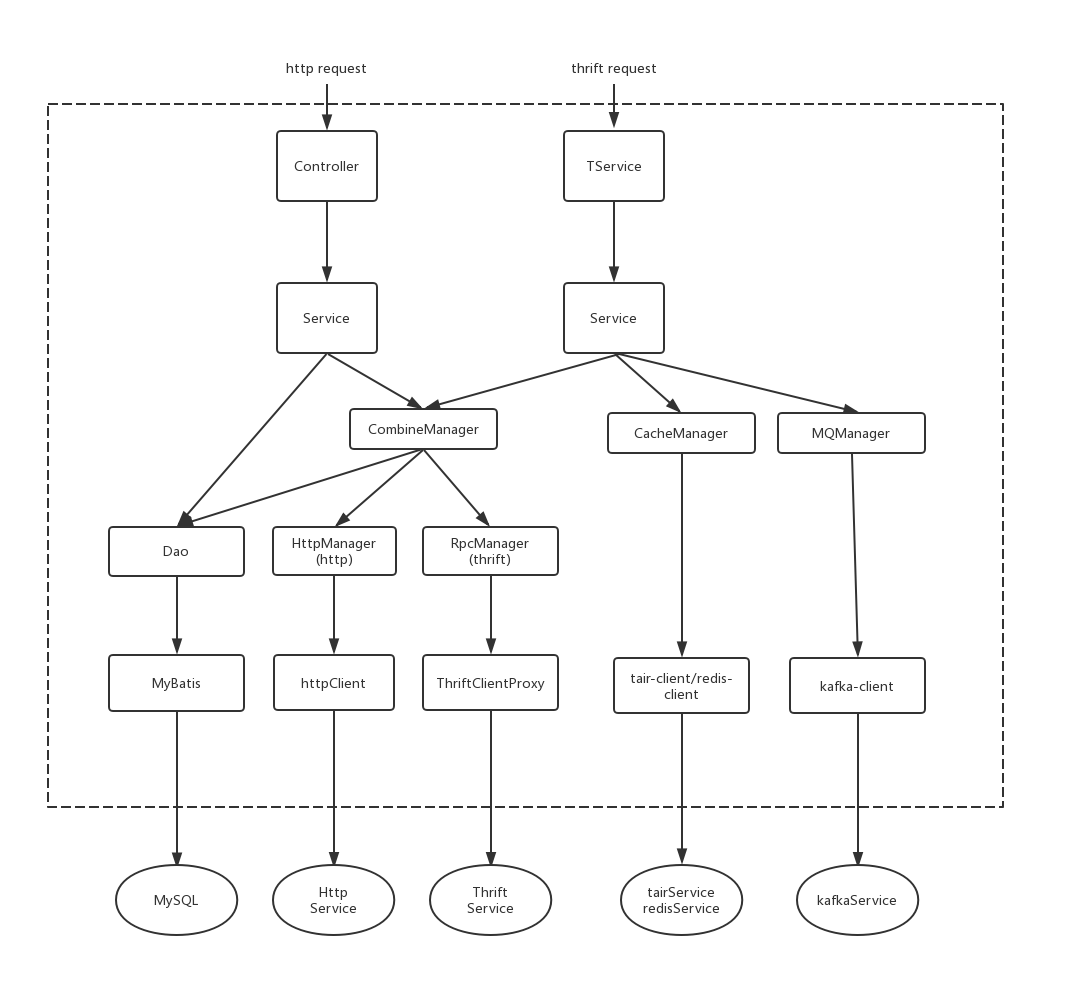 http request
thrift request
Controller
TService
Service
Service
CombineManager
CacheManager
MQManager
Dao
HttpManager
(http)
RpcManager
(thrift)
MyBatis
httpClient
ThriftClientProxy
tair-client/redis-
client
kafka-client
MySQL
Http
Service
Thrift
Service
tairService
redisService
kafkaService